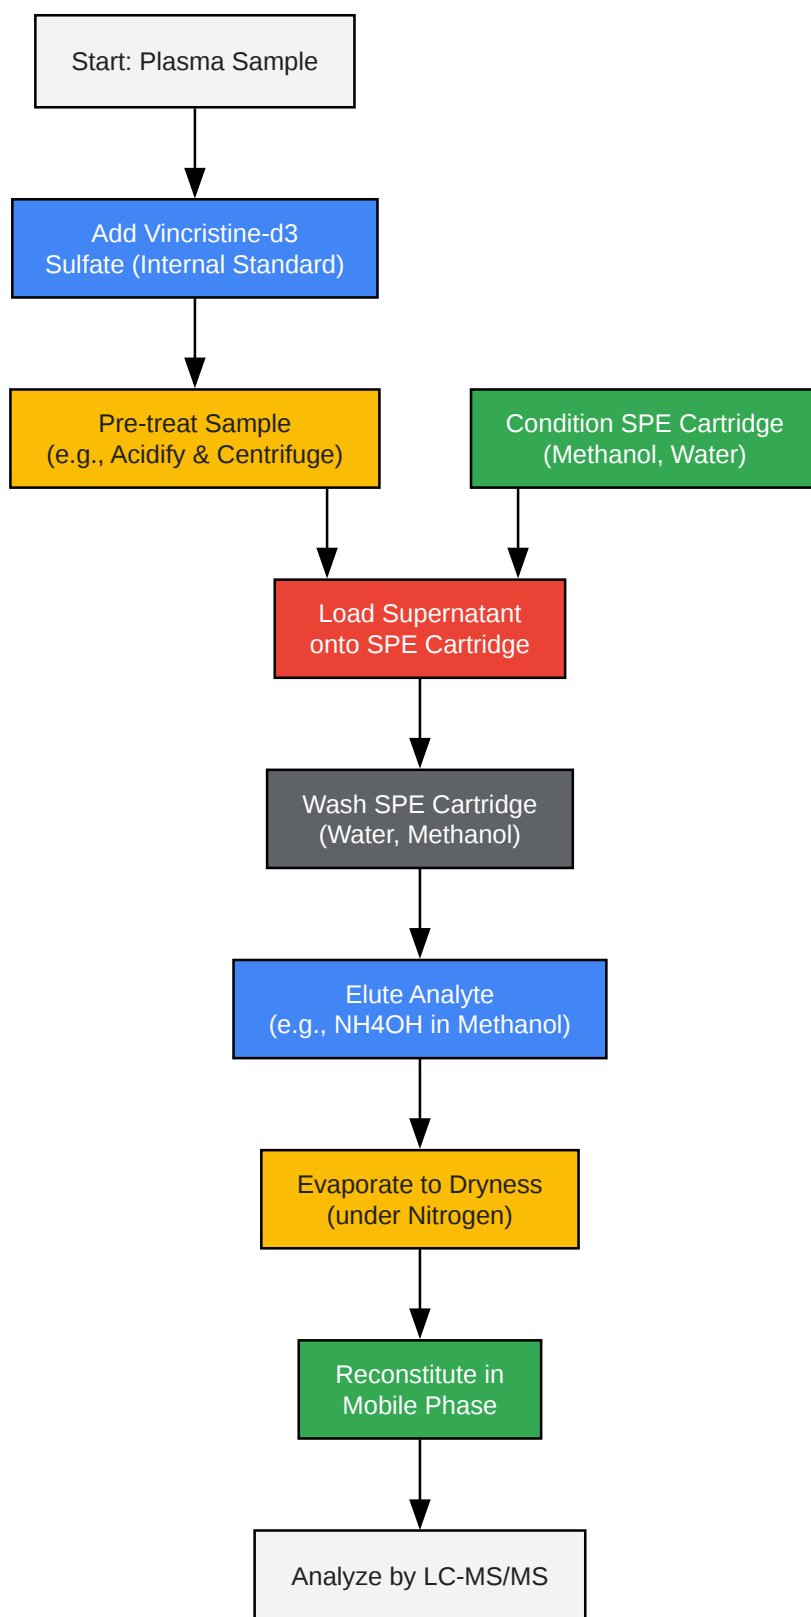 Start: Plasma Sample
Add Vincristine-d3
Sulfate (Internal Standard)
Pre-treat Sample
(e.g., Acidify & Centrifuge)
Condition SPE Cartridge
(Methanol, Water)
Load Supernatant
onto SPE Cartridge
Wash SPE Cartridge
(Water, Methanol)
Elute Analyte
(e.g., NH4OH in Methanol)
Evaporate to Dryness
(under Nitrogen)
Reconstitute in
Mobile Phase
Analyze by LC-MS/MS